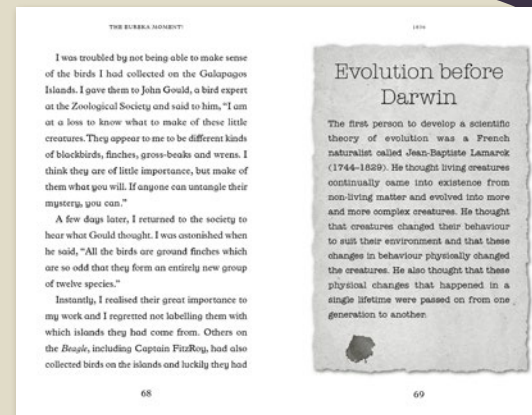 THE EUREKA MOMENT!
I was troubled by not being able to make sense
of the birds I had collected on the Galapagos
Islands. I gave them to John Gould, a bird expert
at the Zoological Society and said to him, “I am
at a loss to know what to make of these little
creatures. They appear to me to be different kinds
of blackbirds, finches, gross-beaks and wrens. I
think they are of little importance, but make of
them what you will. If anyone can untangle their
mystery, you can.”
A few days later, I returned to the society to
hear what Gould thought. I was astonished when
he said, “All the birds are ground finches which
are so odd that they form an entirely new group
of twelve species.”
Instantly, I realised their great importance to
my work and I regretted not labelling them with
which islands they had come from. Others on
the Beagle, including Captain FitzRoy, had also
collected birds on the islands and luckily they had
68
Evolution before
Darwin
The first person to develop a scientific
theory of evolution was a French
naturalist called Jean-Baptiste Lamarck
(1744–1829). He thought living creatures
continually came into existence from
non-living matter and evolved into more
and more complex creatures. He thought
that creatures changed their behaviour
to suit their environment and that these
changes in behaviour physically changed
the creatures. He also thought that these
physical changes that happened in a
single lifetime were passed on from one
generation to another.
69